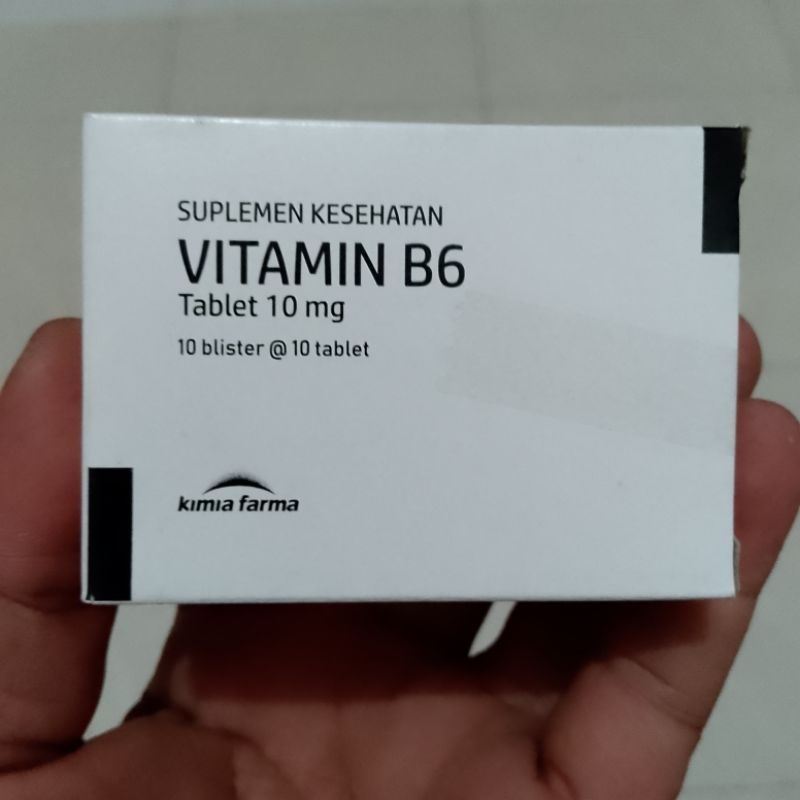 SUPLEMEN KESEHATAN
VITAMIN B6
Tablet 10 mg
10 blister @ 10 tablet
kimia farma